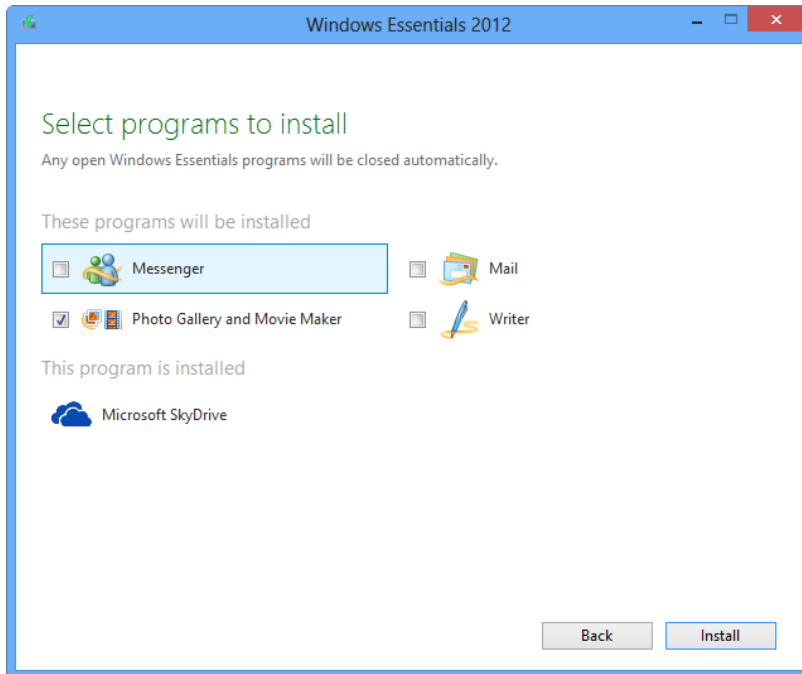 Windows Essentials 2012
Select programs to install
Any open Windows Essentials programs will be closed automatically.
These programs will be installed
Messenger
Mail
Photo Gallery and Movie Maker
Writer
This program is installed
Microsoft SkyDrive
Back
Install